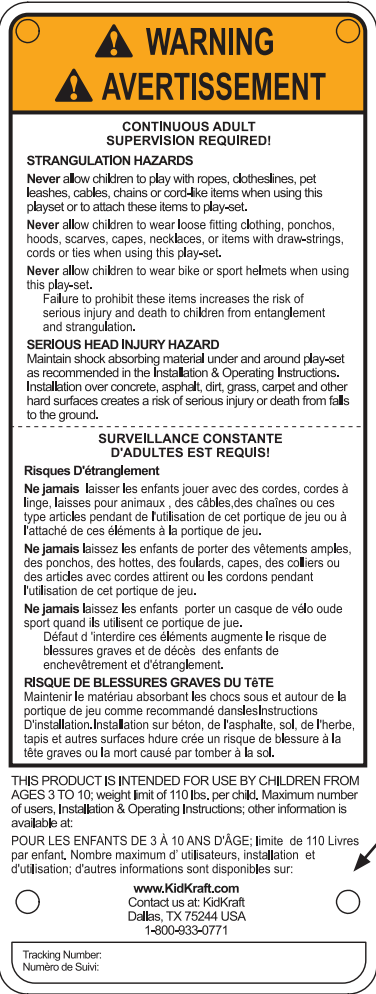 WARNING
AVERTISSEMENT
CONTINUOUS ADULT
SUPERVISION REQUIRED!
STRANGULATION HAZARDS
Never allow children to play with ropes, clotheslines, pet
leashes, cables, chains or cord-like items when using this
playset or to attach these items to play-set.
Never allow children to wear loose fitting clothing, ponchos,
hoods, scarves, capes, necklaces, or items with draw-strings,
cords or ties when using this play-set.
Never allow children to wear bike or sport helmets when using
this play-set.
Failure to prohibit these items increases the risk of
serious injury and death to children from entanglement
and strangulation.
SERIOUS HEAD INJURY HAZARD
Maintain shock absorbing material under and around play-set
as recommended in the Installation & Operating Instructions.
Installation over concrete, asphalt, dirt, grass, carpet and other
hard surfaces creates a risk of serious injury or death from falls
to the ground.
SURVEILLANCE CONSTANTE
D'ADULTES EST REQUIS!
Risques D'étranglement
Ne jamais laisser les enfants jouer avec des cordes, cordes à
linge, laisses pour animaux , des câbles,des chaînes ou ces
type articles pendant de l'utilisation de cet portique de jeu ou à
l'attaché de ces éléments à la portique de jeu.
Ne jamais laissez les enfants de porter des vêtements amples,
des ponchos, des hottes, des foulards, capes, des colliers ou
des articles avec cordes attirent ou les cordons pendant
l'utilisation de cet portique de jeu.
Ne jamais laissez les enfants porter un casque de vélo oude
sport quand ils utilisent ce portique de jue.
Défaut d 'interdire ces éléments augmente le risque de
blessures graves et de décès des enfants de
enchevêtrement et d'étranglement.
RISQUE DE BLESSURES GRAVES DU TêTE
Maintenir le matériau absorbant les chocs sous et autour de la
portique de jeu comme recommandé danslesInstructions
D'installation.Installation sur béton, de l'asphalte, sol, de l'herbe,
tapis et autres surfaces hdure crée un risque de blessure à la
tête graves ou la mort causé par tomber à la sol.
THIS PRODUCT IS INTENDED FOR USE BY CHILDREN FROM
AGES 3 TO 10; weight limit of 110 lbs. per child. Maximum number
of users, Installation & Operating Instructions; other information is
available at:
POUR LES ENFANTS DE 3 À 10 ANS D'ÂGE; limite de 110 Livres
par enfant. Nombre maximum d' utilisateurs, installation et
d'utilisation; d'autres informations sont disponibles sur:
www.KidKraft.com
Contact us at: KidKraft
Dallas, TX 75244 USA
1-800-933-0771
Tracking Number:
Numèro de Suivi: